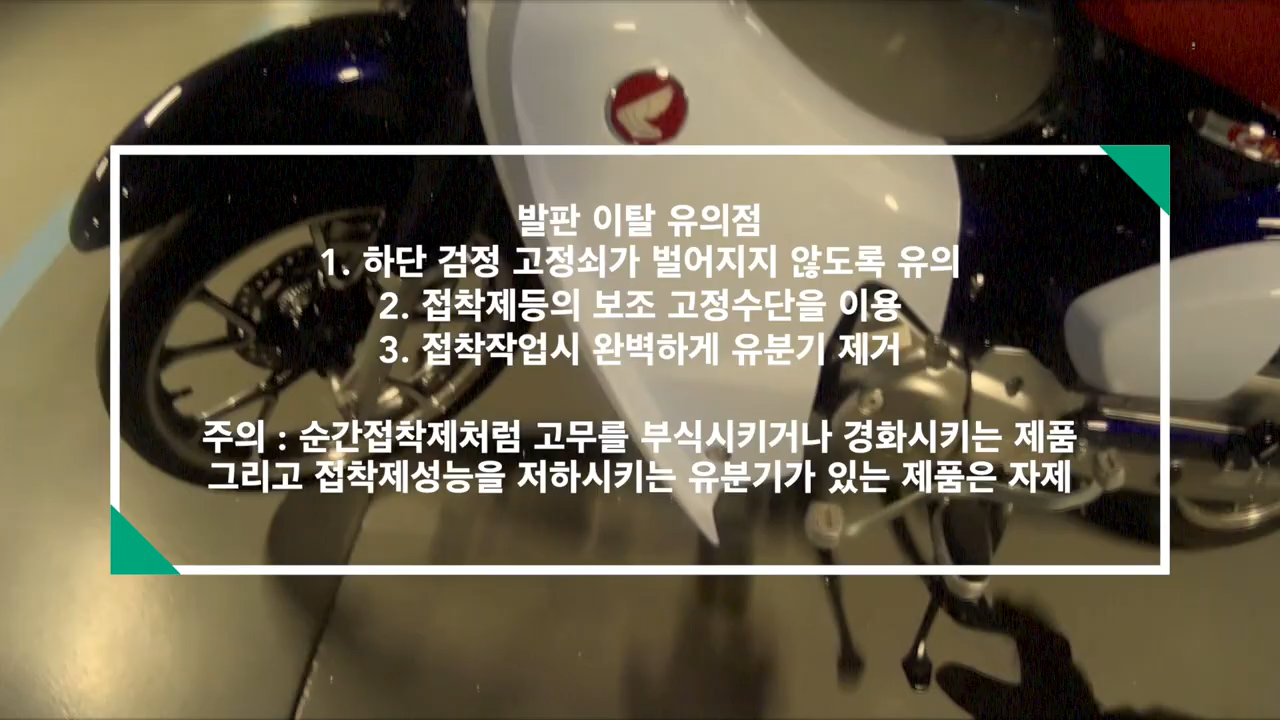 발판 이탈 유의점
1. 하단 검정 고정쇠가 벌어지지 않도록 유의
2. 접착제등의 보조 고정수단을 이용
3. 접착작업시 완벽하게 유분기 제거
주의 : 순간접착제처럼 고무를 부식시키거나 경화시키는 제품
그리고 접착제성능을 저하시키는 유분기가 있는 제품은 자제